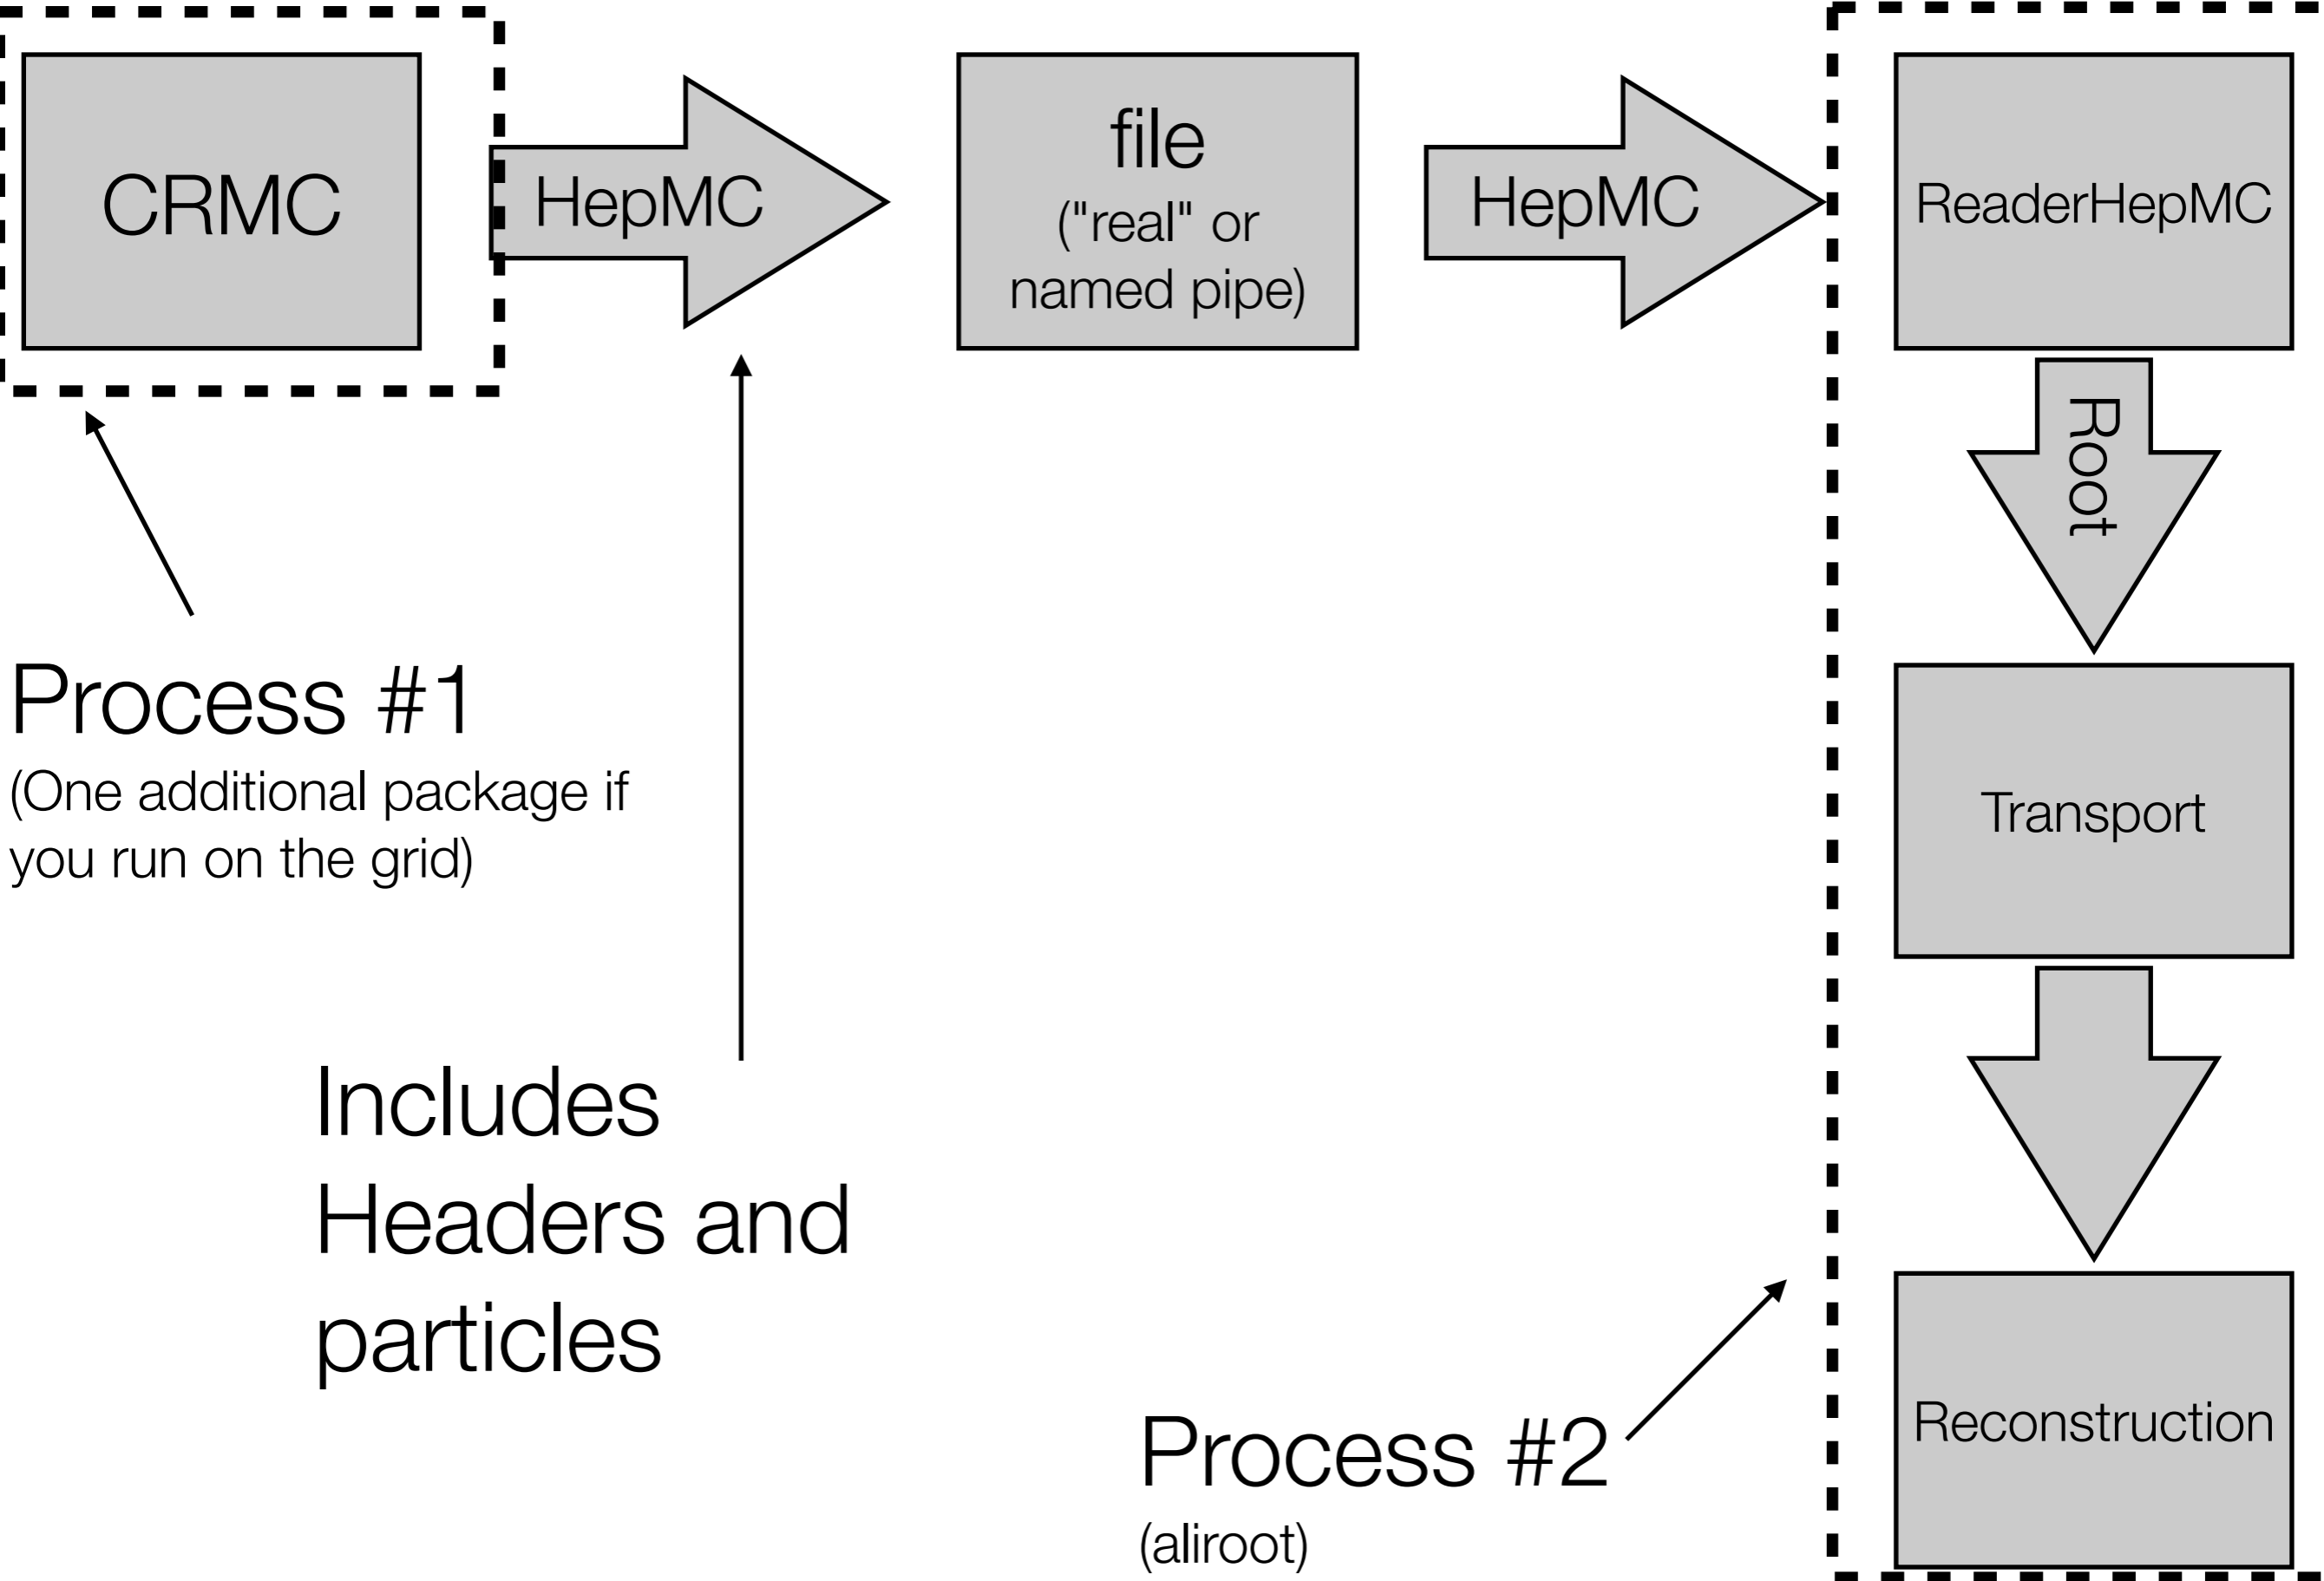 CRMC
HepMC
file
("real" or
named pipe)
HepMC
ReaderHepMC
Root
Process #1
(One additional package if
you run on the grid)
Transport
Includes
Headers and
particles
Process #2
(aliroot)
Reconstruction